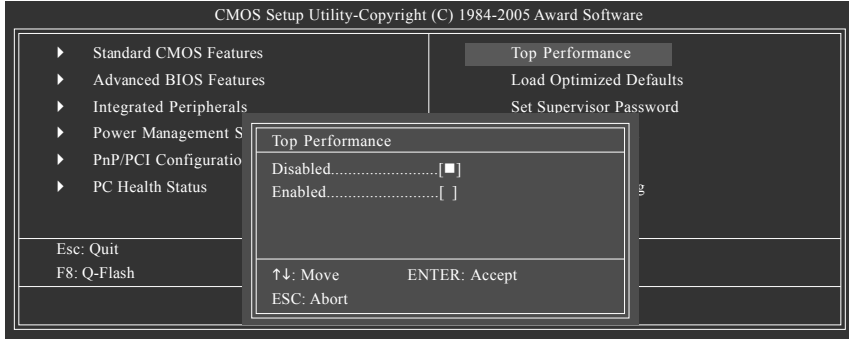 CMOS Setup Utility-Copyright (C) 1984-2005 Award Software
Standard CMOS Features
Advanced BIOS Features
Integrated Peripherals
Power Management S
PnP/PCI Configuratio
PC Health Status
Top Performance
Load Optimized Defaults
Set Supervisor Password
g
Esc: Quit
F8: Q-Flash
Top Performance
Disabled.........................[■]
Enabled..........................[ ]
↑↓: Move ENTER: Accept
ESC: Abort